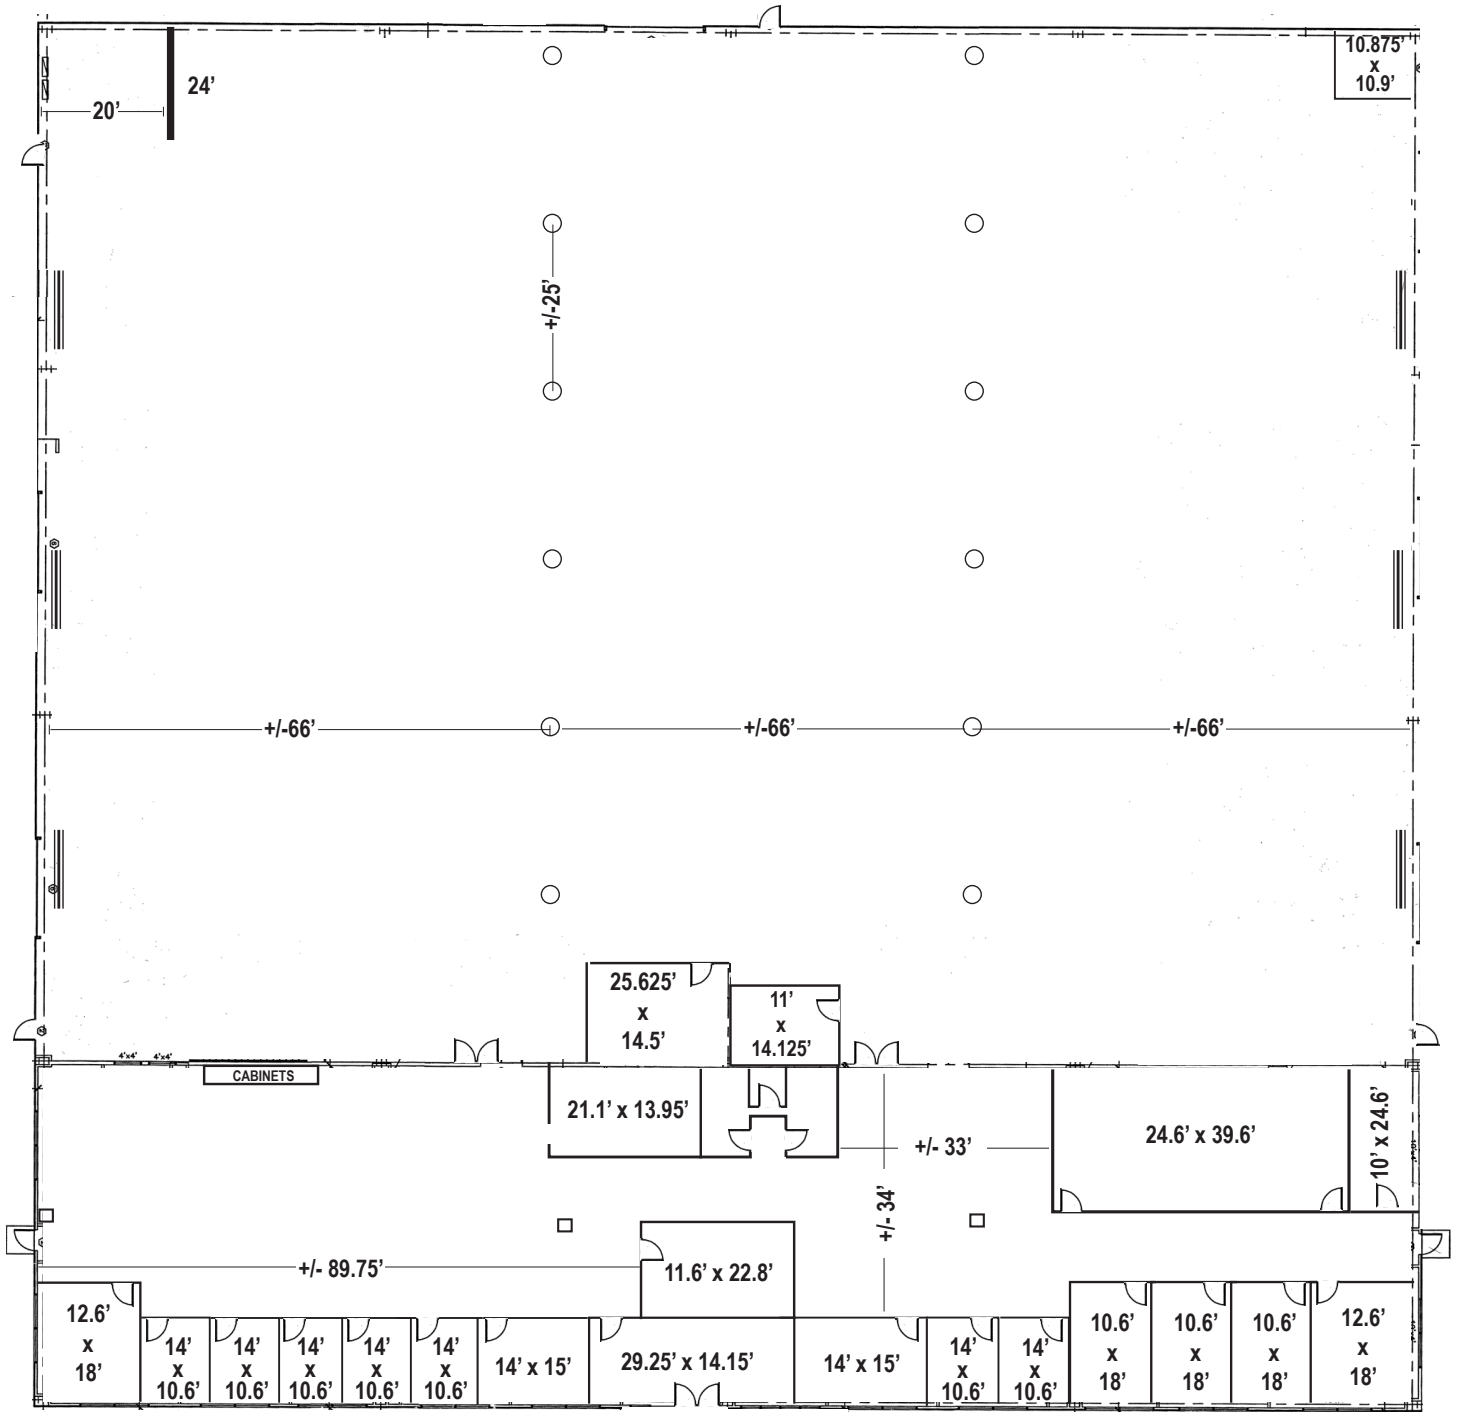 10.875’
x
10.9’
24’
20’
+/-25’
+/-66’
+/-66’
+/-66’
25.625’
x
14.5’
11’
x
14.125’
4'x4'
4'x4'
CABINETS
21.1’ x 13.95’
+/- 33’
24.6’ x 39.6’
10’ x 24.6’
+/- 34’
+/- 89.75’
11.6’ x 22.8’
12.6’
x
18’
14’
x
10.6’
14’
x
10.6’
14’
x
10.6’
14’
x
10.6’
14’
x
10.6’
14’ x 15’
29.25’ x 14.15’
14’ x 15’
14’
x
10.6’
14’
x
10.6’
10.6’
x
18’
10.6’
x
18’
10.6’
x
18’
12.6’
x
18’